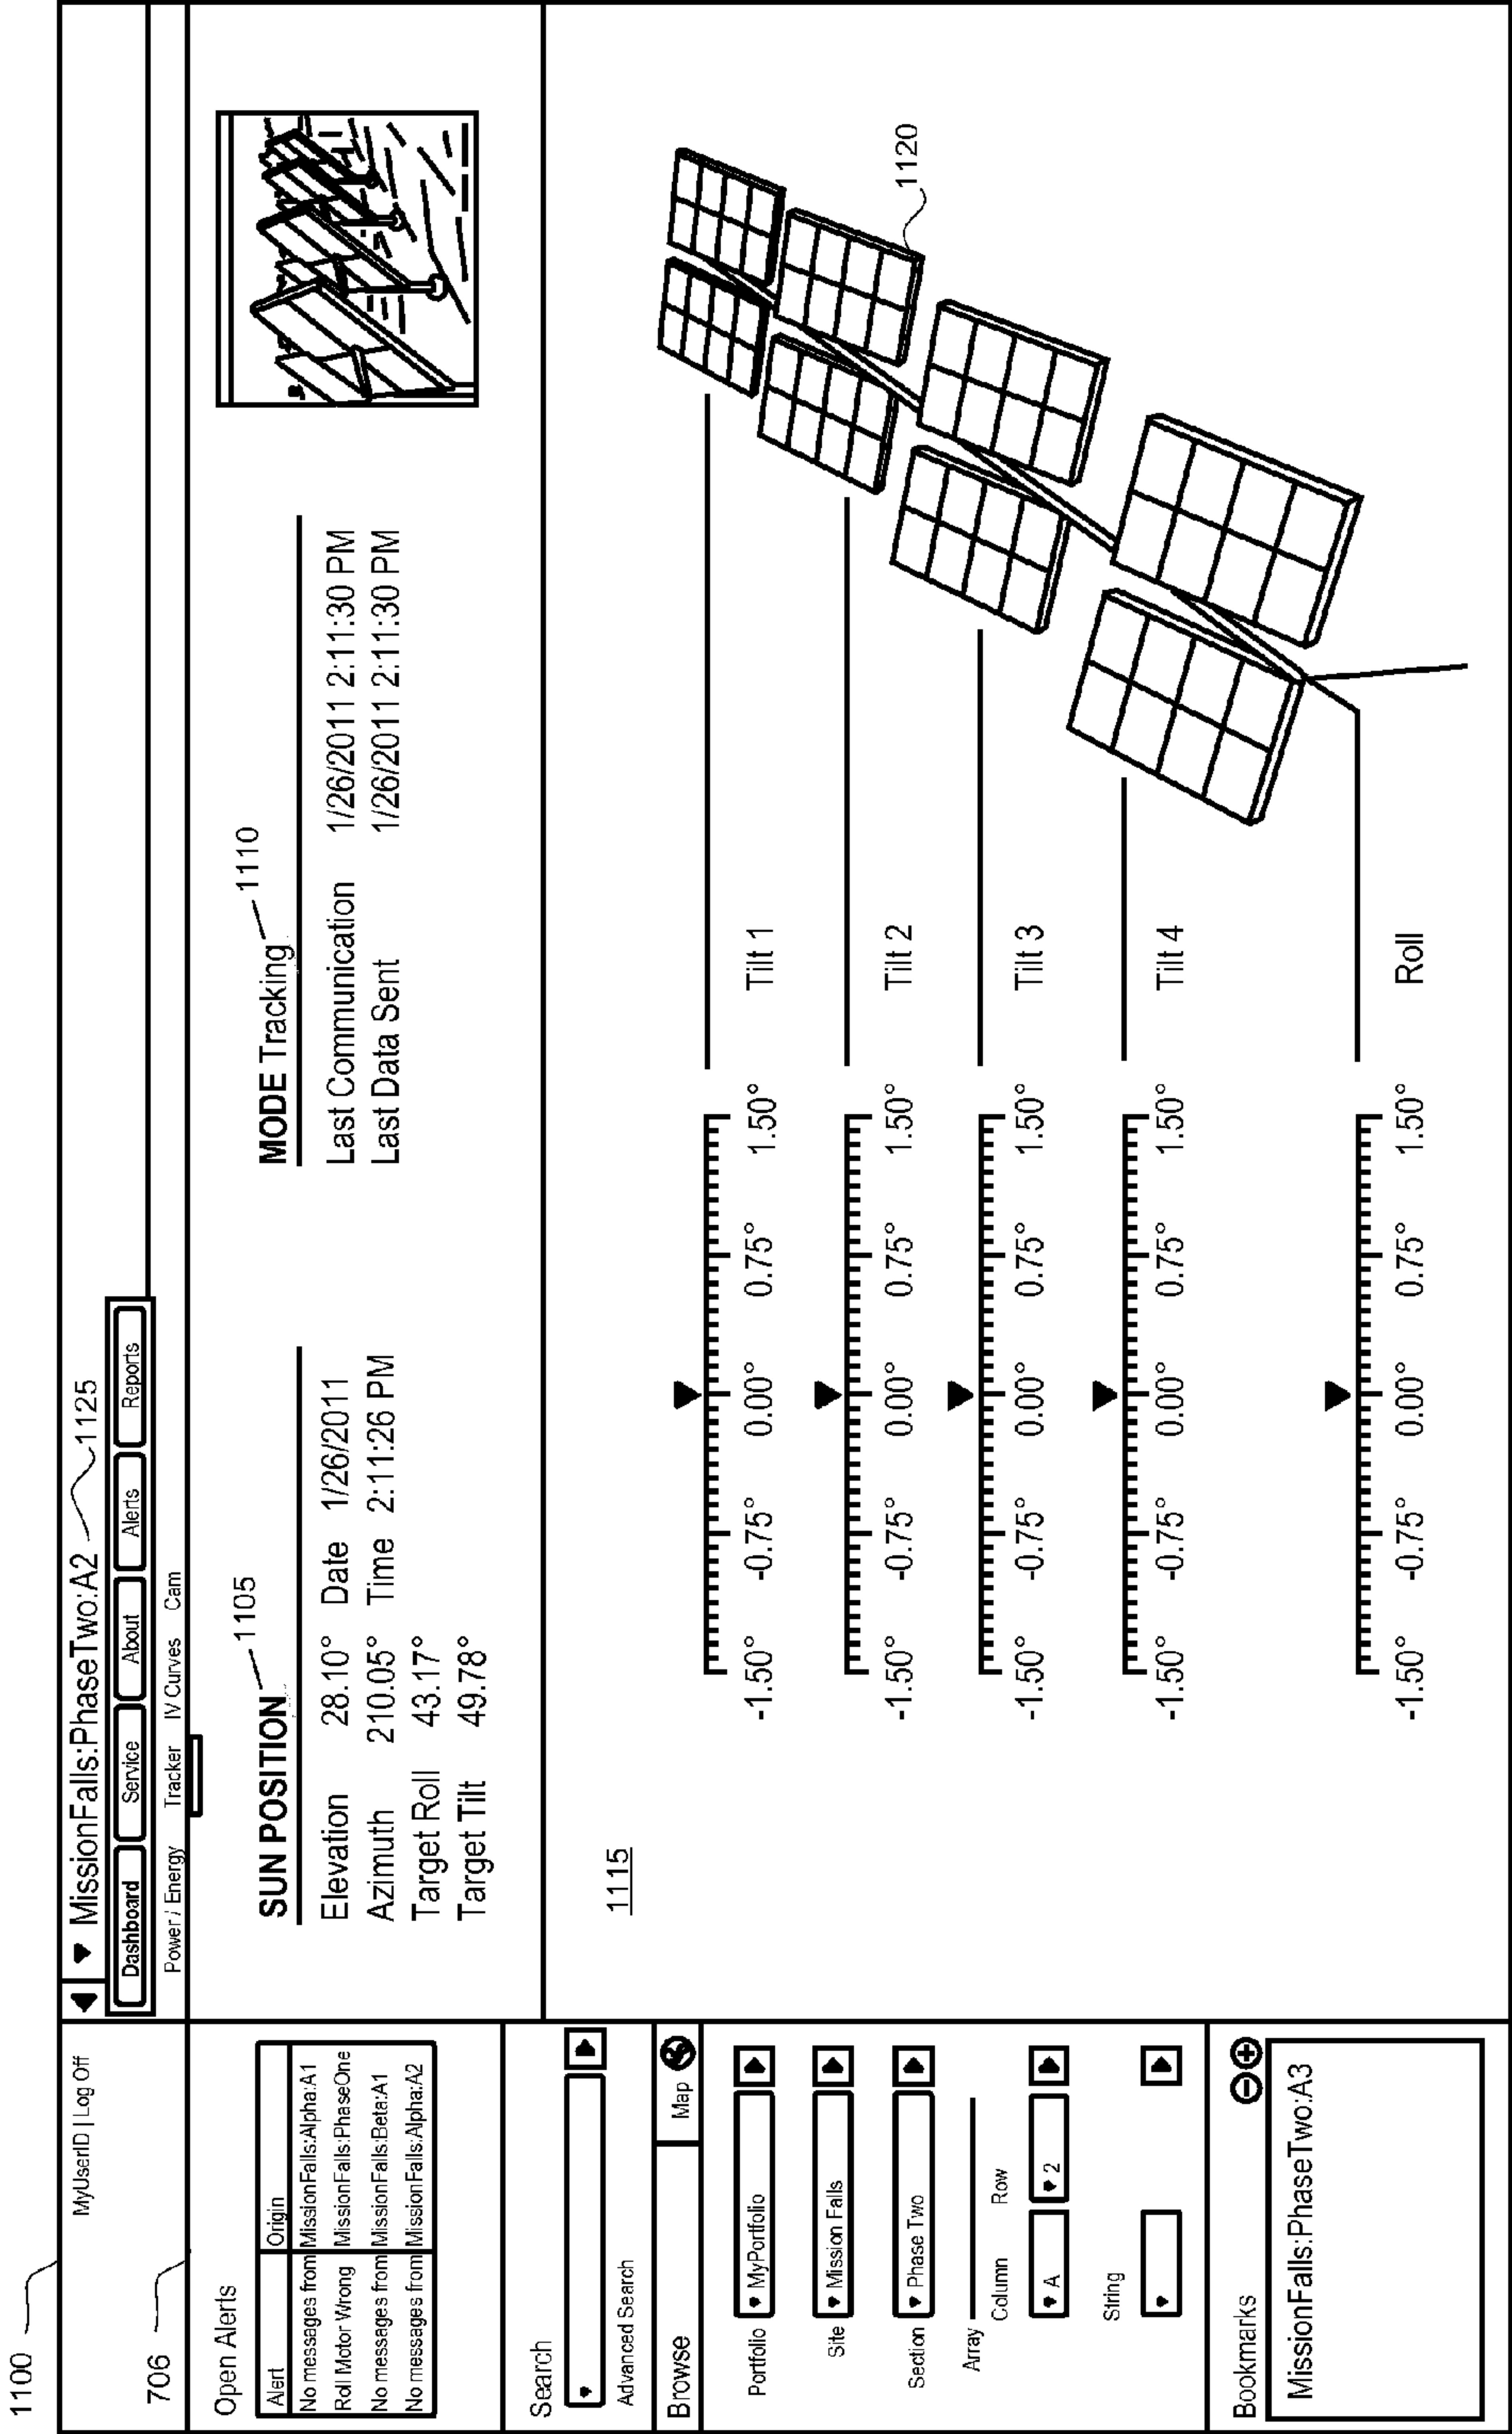 1100
706
MyUserID | Log Off
Open Alerts
Alert Origin
No messages from MissionFalls:Alpha:A1
Roll Motor Wrong MissionFalls:PhaseOne
No messages from MissionFalls:Beta:A1
No messages from MissionFalls:Alpha:A2
Search
Advanced Search
Browse Map
Portfolio MyPortfolio
Site Mission Falls
Section Phase Two
Array
Column Row
A 2
String
Bookmarks
MissionFalls:PhaseTwo:A3
MissionFalls:PhaseTwo:A2 1125
Dashboard Service About Alerts Reports
Power / Energy Tracker IV Curves Cam
SUN POSITION 1105
Elevation 28.10° Date 1/26/2011
Azimuth 210.05° Time 2:11:26 PM
Target Roll 43.17°
Target Tilt 49.78°
MODE Tracking 1110
Last Communication 1/26/2011 2:11:30 PM
Last Data Sent 1/26/2011 2:11:30 PM
1115
-1.50° -0.75° 0.00° 0.75° 1.50° Tilt 1
-1.50° -0.75° 0.00° 0.75° 1.50° Tilt 2
-1.50° -0.75° 0.00° 0.75° 1.50° Tilt 3
-1.50° -0.75° 0.00° 0.75° 1.50° Tilt 4
-1.50° -0.75° 0.00° 0.75° 1.50° Roll
1120